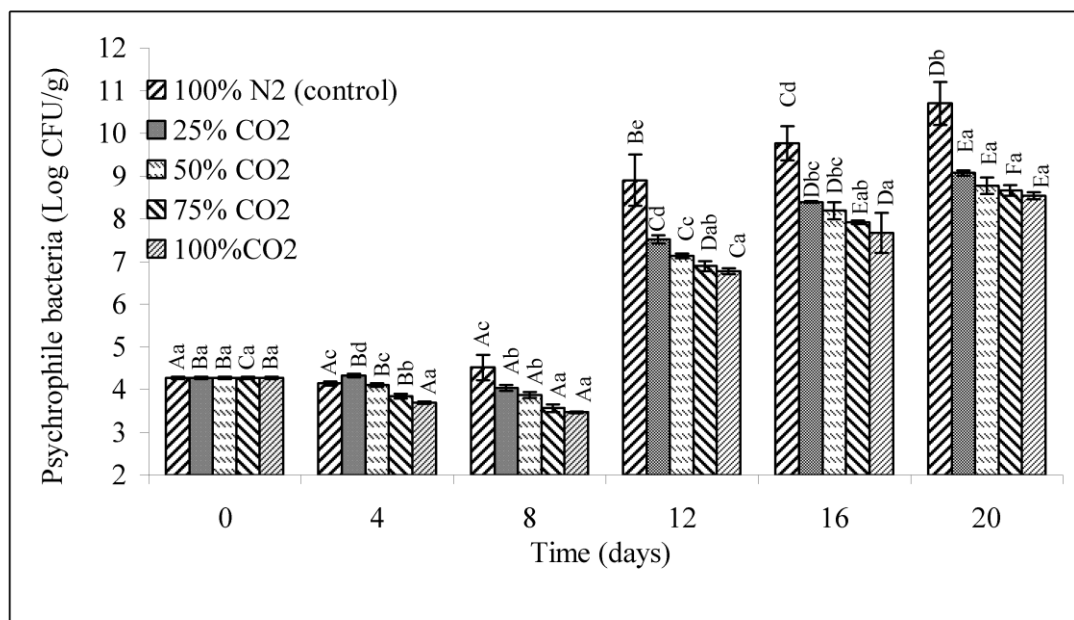 Psychrophile bacteria (Log CFU/g)
12
11
10
9
8
7
6
5
4
3
2
100% N2 (control)
25% CO2
50% CO2
75% CO2
100%CO2
Aa
Ba
Ba
Ca
Ba
Ac
Bd
Bc
Bb
Aa
Ac
Ab
Ab
Aa
Aa
Be
Cd
Cc
Dab
Ca
Cd
Dbc
Dbc
Eab
Da
Db
Ea
Ea
Fa
Ea
0 4 8 12 16 20
Time (days)